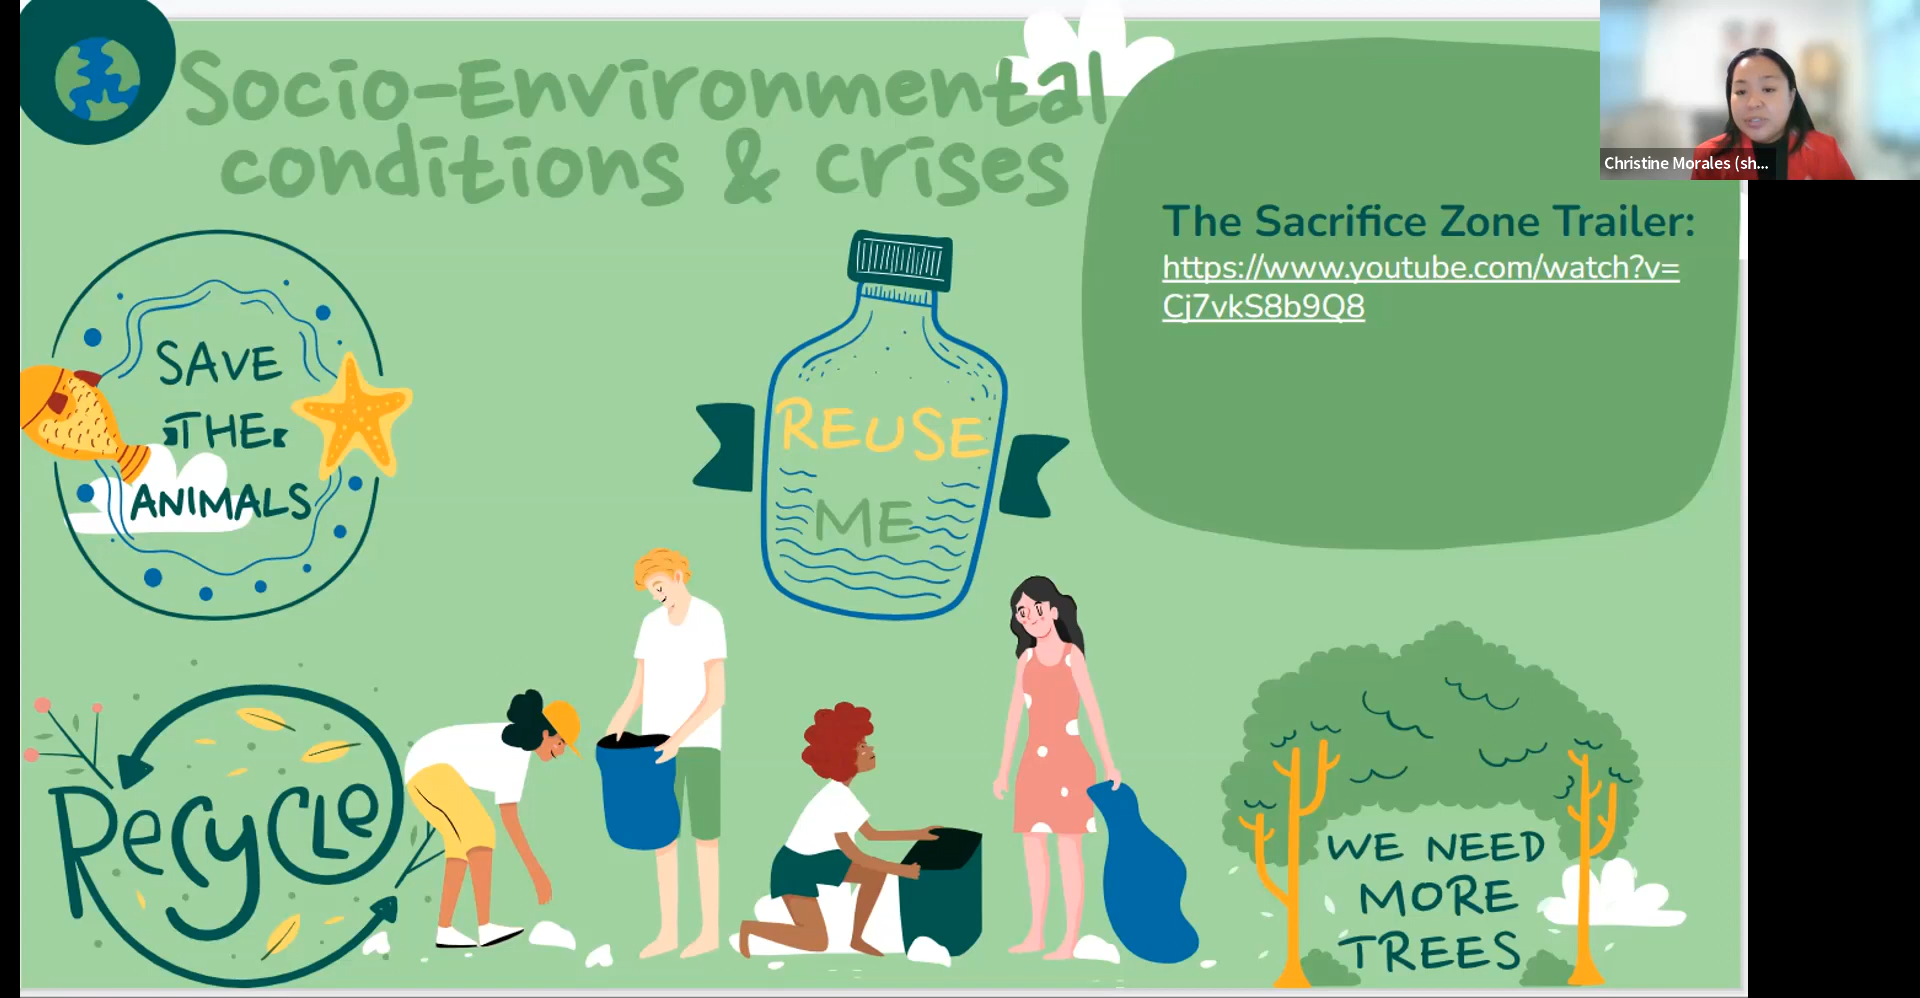 Socio-Environmental
conditions & crises
Christine Morales (sh...
The Sacrifice Zone Trailer:
https://www.youtube.com/watch?v=
Cj7vkS8b9Q8
SAVE
THE
ANIMALS
REUSE
ME
Recycle
WE NEED
MORE
TREES